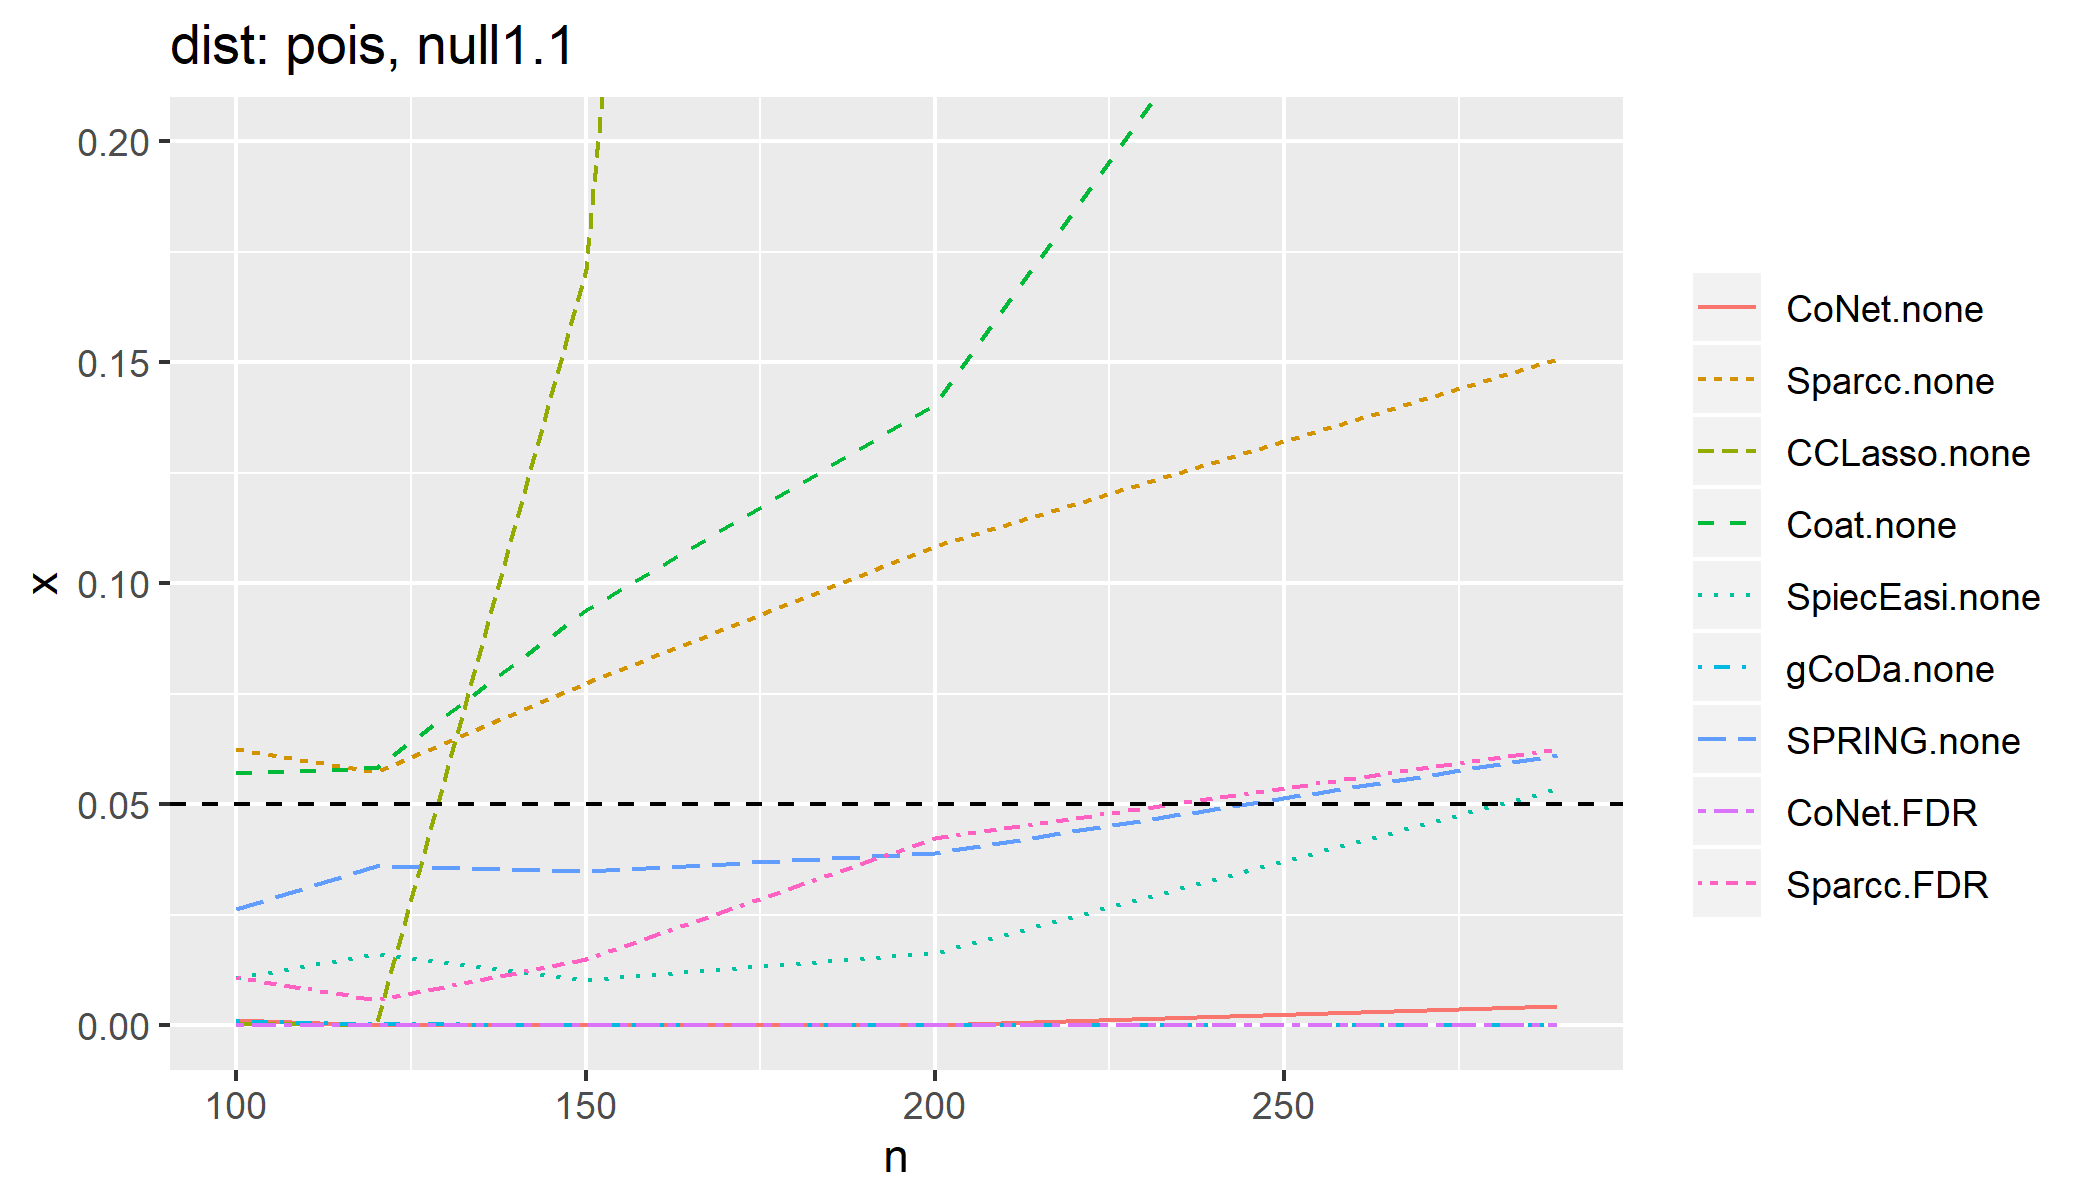 dist: pois, null1.1
0.20
0.15
0.10
0.05
0.00
x
100
150
200
250
n
CoNet.none
Sparcc.none
CCLasso.none
Coat.none
SpiecEasi.none
gCoDa.none
SPRING.none
CoNet.FDR
Sparcc.FDR